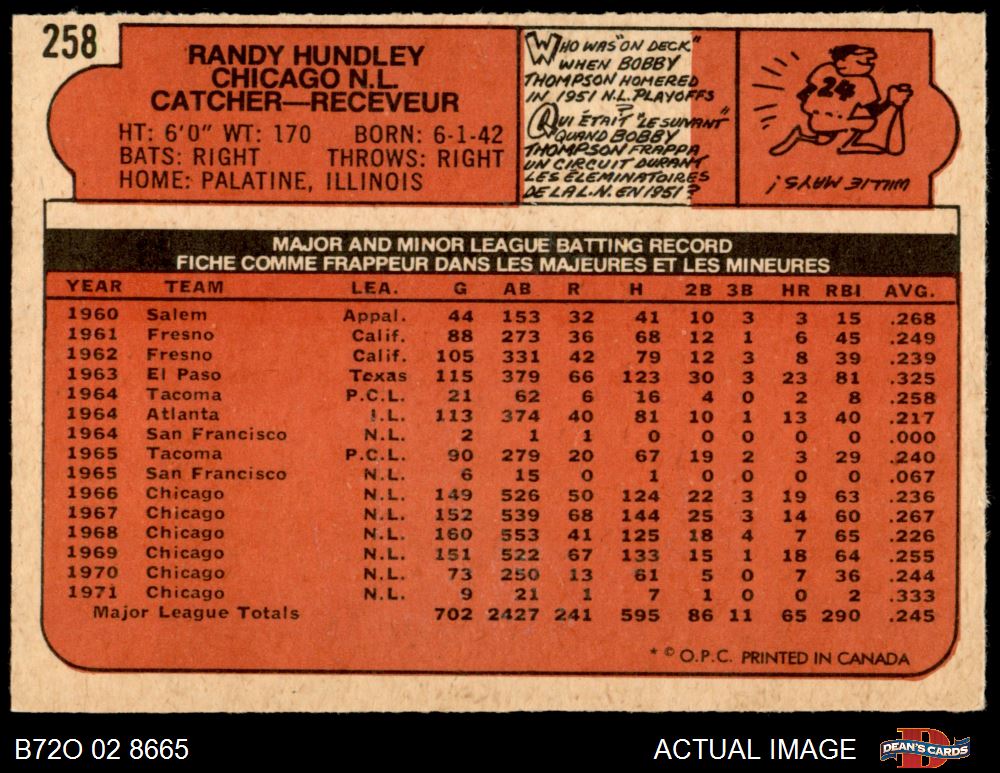 258
RANDY HUNDLEY
CHICAGO N.L.
CATCHER—RECEVEUR
HT: 6'0" WT: 170 BORN: 6-1-42
BATS: RIGHT THROWS: RIGHT
HOME: PALATINE, ILLINOIS
WHO WAS "ON DECK"
WHEN BOBBY
THOMPSON HOMERED
IN 1951 N.L. PLAYOFFS
QUI ÉTAIT "LE SUIVANT"
QUAND BOBBY
THOMPSON FRAPPA
UN CIRCUIT DURANT
LES ÉLEMINATOIRES
DE LA L.N. EN 1951?
24
WILLIE MAYS!
MAJOR AND MINOR LEAGUE BATTING RECORD
FICHE COMME FRAPPEUR DANS LES MAJEURES ET LES MINEURES
YEAR TEAM LEA. G AB R H 2B 3B HR RBI AVG.
1960 Salem Appal. 44 153 32 41 10 3 3 15 .268
1961 Fresno Calif. 88 273 36 68 12 1 6 45 .249
1962 Fresno Calif. 105 331 42 79 12 3 8 39 .239
1963 El Paso Texas 115 379 66 123 30 3 23 81 .325
1964 Tacoma P.C.L. 21 62 6 16 4 0 2 8 .258
1964 Atlanta I.L. 113 374 40 81 10 1 13 40 .217
1964 San Francisco N.L. 2 1 1 0 0 0 0 0 .000
1965 Tacoma P.C.L. 90 279 20 67 19 2 3 29 .240
1965 San Francisco N.L. 6 15 0 1 0 0 0 0 .067
1966 Chicago N.L. 149 526 50 124 22 3 19 63 .236
1967 Chicago N.L. 152 539 68 144 25 3 14 60 .267
1968 Chicago N.L. 160 553 41 125 18 4 7 65 .226
1969 Chicago N.L. 151 522 67 133 15 1 18 64 .255
1970 Chicago N.L. 73 250 13 61 5 0 7 36 .244
1971 Chicago N.L. 9 21 1 7 1 0 0 2 .333
Major League Totals 702 2427 241 595 86 11 65 290 .245
* © O.P.C. PRINTED IN CANADA
B72O 02 8665
ACTUAL IMAGE
DEAN'S CARDS